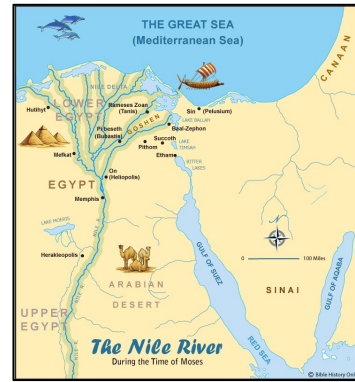 THE GREAT SEA
(Mediterranean Sea)
CANAAN
NILE DELTA
Hutihyt
LOWER
EGYPT
Rameses Zoan
(Tanis)
Sin (Pelusium)
LAKE BALLAH
GOSHEN
Baal-Zephon
Pibeseth
(Bubastis)
Succoth
LAKE
TIMSAH
Pithom
Mefkat
Etham
BITTER
LAKES
On
(Heliopolis)
EGYPT
Memphis
LAKE MOERIS
NILE R.
Herakleopolis
0 100 Miles
GULF OF SUEZ
GULF OF AQABA
SINAI
ARABIAN
DESERT
UPPER
EGYPT
RED SEA
The Nile River
During the Time of Moses
© Bible History Onl